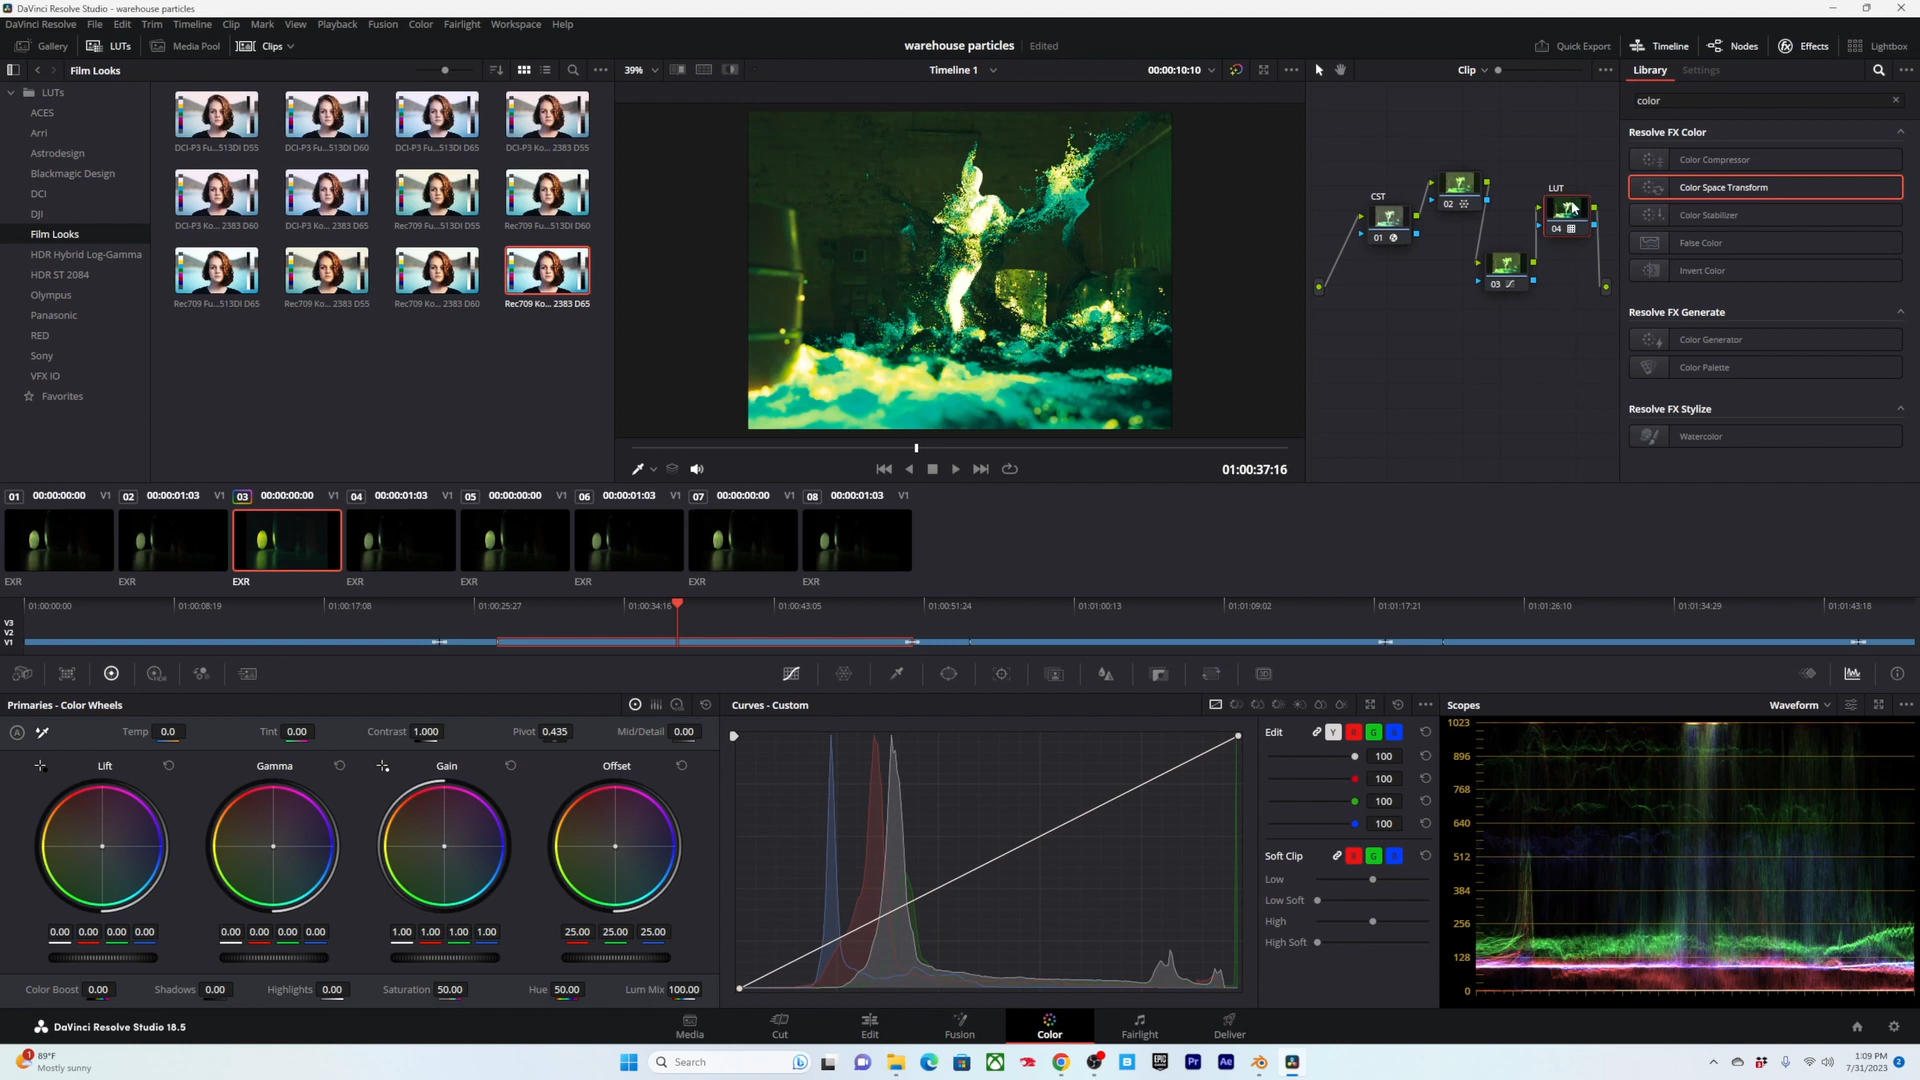 DaVinci Resolve Studio - warehouse particles
DaVinci Resolve File Edit Trim Timeline Clip Mark View Playback Fusion Color Fairlight Workspace Help
Gallery LUTs Media Pool Clips warehouse particles Edited Quick Export Timeline Nodes Effects Lightbox
Film Looks 39% Timeline 1 00:00:10:10 Clip Library Settings
LUTs
ACES
Arri
Astrodesign
Blackmagic Design
DCI
DJI
Film Looks
HDR Hybrid Log-Gamma
HDR ST 2084
Olympus
Panasonic
RED
Sony
VFX IO
Favorites
DCI-P3 Fu...513DI D55 DCI-P3 Fu...513DI D60 DCI-P3 Fu...513DI D65 DCI-P3 Ko... 2383 D55
DCI-P3 Ko... 2383 D60 DCI-P3 Ko... 2383 D65 Rec709 Fu...513DI D55 Rec709 Fu...513DI D60
Rec709 Fu...513DI D65 Rec709 Ko... 2383 D55 Rec709 Ko... 2383 D60 Rec709 Ko... 2383 D65
01:00:37:16
CST
01
02
03
LUT
04
color
Resolve FX Color
Color Compressor
Color Space Transform
Color Stabilizer
False Color
Invert Color
Resolve FX Generate
Color Generator
Color Palette
Resolve FX Stylize
Watercolor
01 00:00:00:00 V1 02 00:00:01:03 V1 03 00:00:00:00 V1 04 00:00:01:03 V1 05 00:00:00:00 V1 06 00:00:01:03 V1 07 00:00:00:00 V1 08 00:00:01:03 V1
EXR EXR EXR EXR EXR EXR EXR EXR
01:00:00:00 01:00:08:19 01:00:17:08 01:00:25:27 01:00:34:16 01:00:43:05 01:00:51:24 01:01:00:13 01:01:09:02 01:01:17:21 01:01:26:10 01:01:34:29 01:01:43:18
V3
V2
V1
Primaries - Color Wheels
A Temp 0.0 Tint 0.00 Contrast 1.000 Pivot 0.435 Mid/Detail 0.00
Lift Gamma Gain Offset
0.00 0.00 0.00 0.00 0.00 0.00 0.00 0.00 1.00 1.00 1.00 1.00 25.00 25.00 25.00
Color Boost 0.00 Shadows 0.00 Highlights 0.00 Saturation 50.00 Hue 50.00 Lum Mix 100.00
Curves - Custom
Edit Y R G B
100
100
100
100
Soft Clip R G B
Low
Low Soft
High
High Soft
Scopes Waveform
1023
896
768
640
512
384
256
128
0
DaVinci Resolve Studio 18.5 Media Cut Edit Fusion Color Fairlight Deliver
1 89°F
Mostly sunny
Search
Pr Ae
1:09 PM
7/31/2023 2